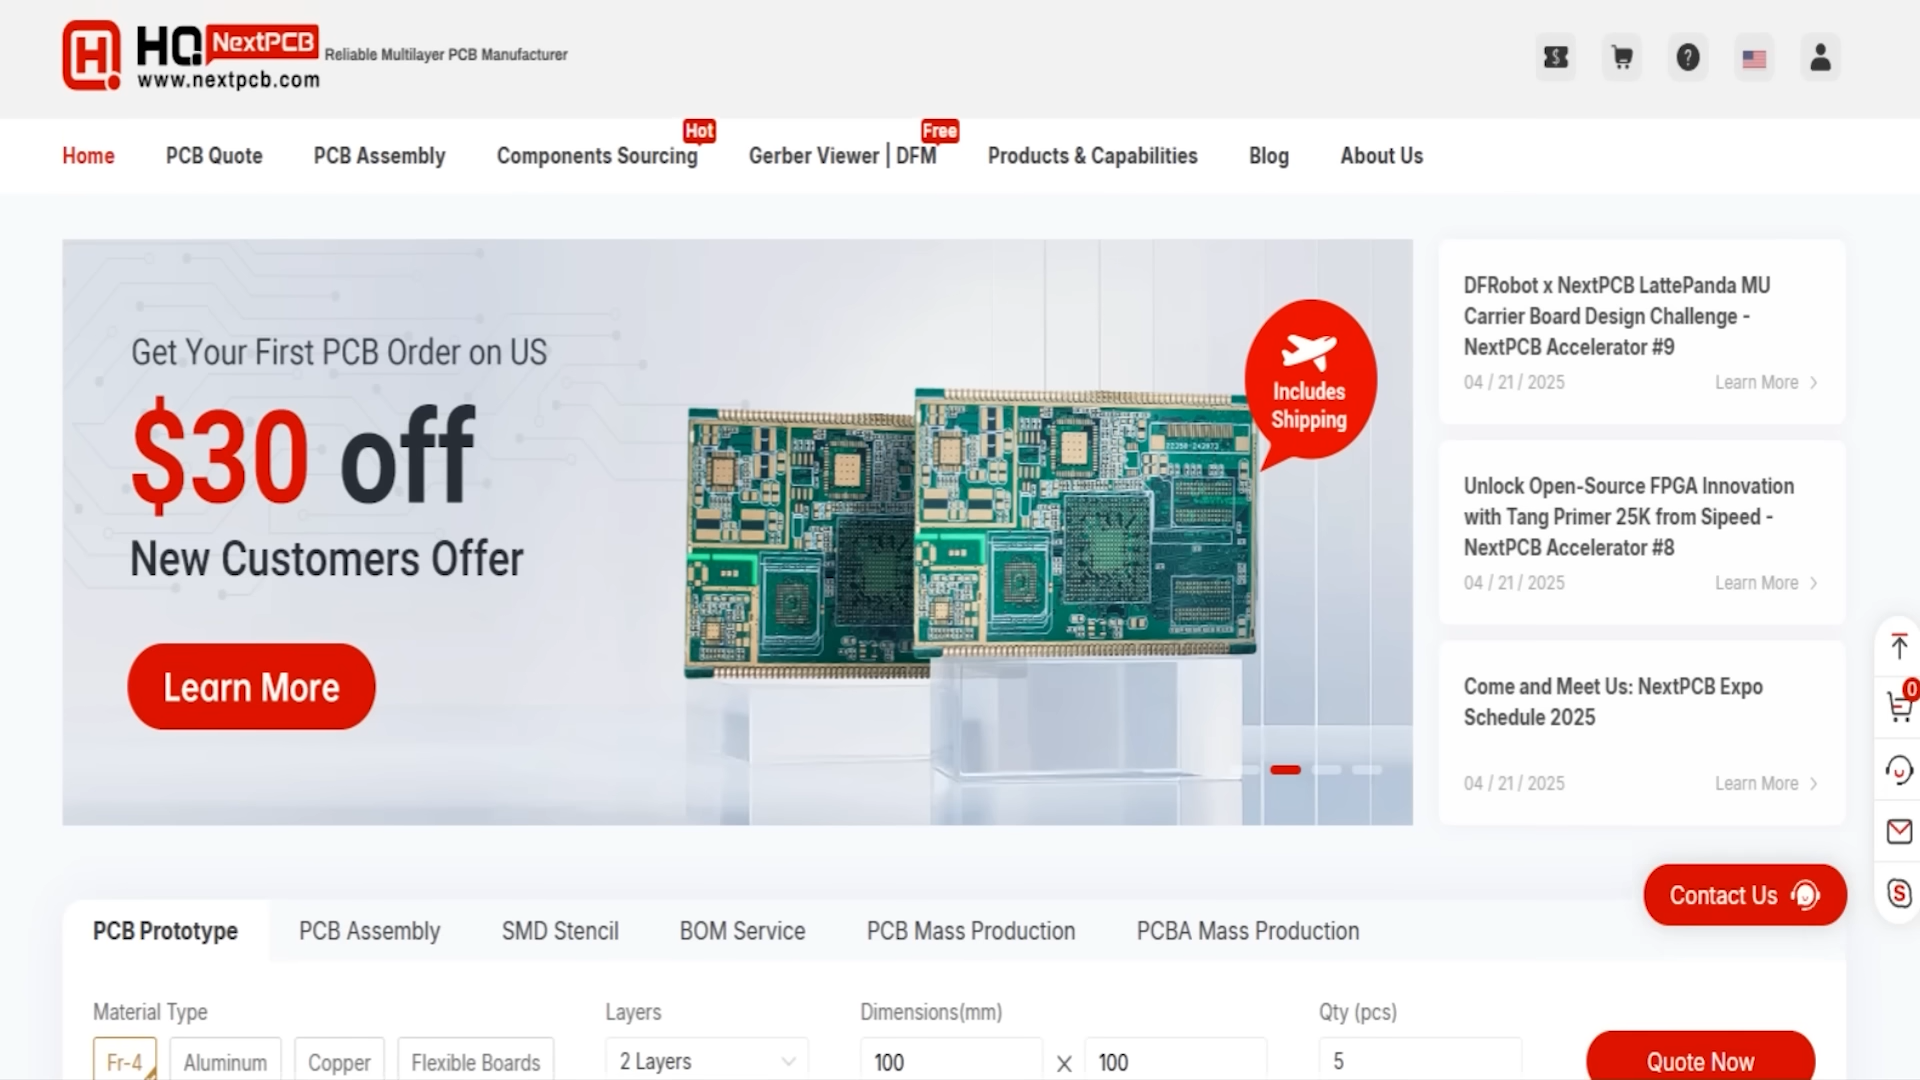 HQ NextPCB
www.nextpcb.com
Reliable Multilayer PCB Manufacturer
Home PCB Quote PCB Assembly Components Sourcing Hot Gerber Viewer | DFM Free Products & Capabilities Blog About Us
Get Your First PCB Order on US
$30 off
New Customers Offer
Learn More
Includes
Shipping
DFRobot x NextPCB LattePanda MU
Carrier Board Design Challenge -
NextPCB Accelerator #9
04 / 21 / 2025 Learn More
Unlock Open-Source FPGA Innovation
with Tang Primer 25K from Sipeed -
NextPCB Accelerator #8
04 / 21 / 2025 Learn More
Come and Meet Us: NextPCB Expo
Schedule 2025
04 / 21 / 2025 Learn More
0
Contact Us
PCB Prototype PCB Assembly SMD Stencil BOM Service PCB Mass Production PCBA Mass Production
Material Type Layers Dimensions(mm) Qty (pcs)
Fr-4 Aluminum Copper Flexible Boards 2 Layers 100 X 100 5 Quote Now